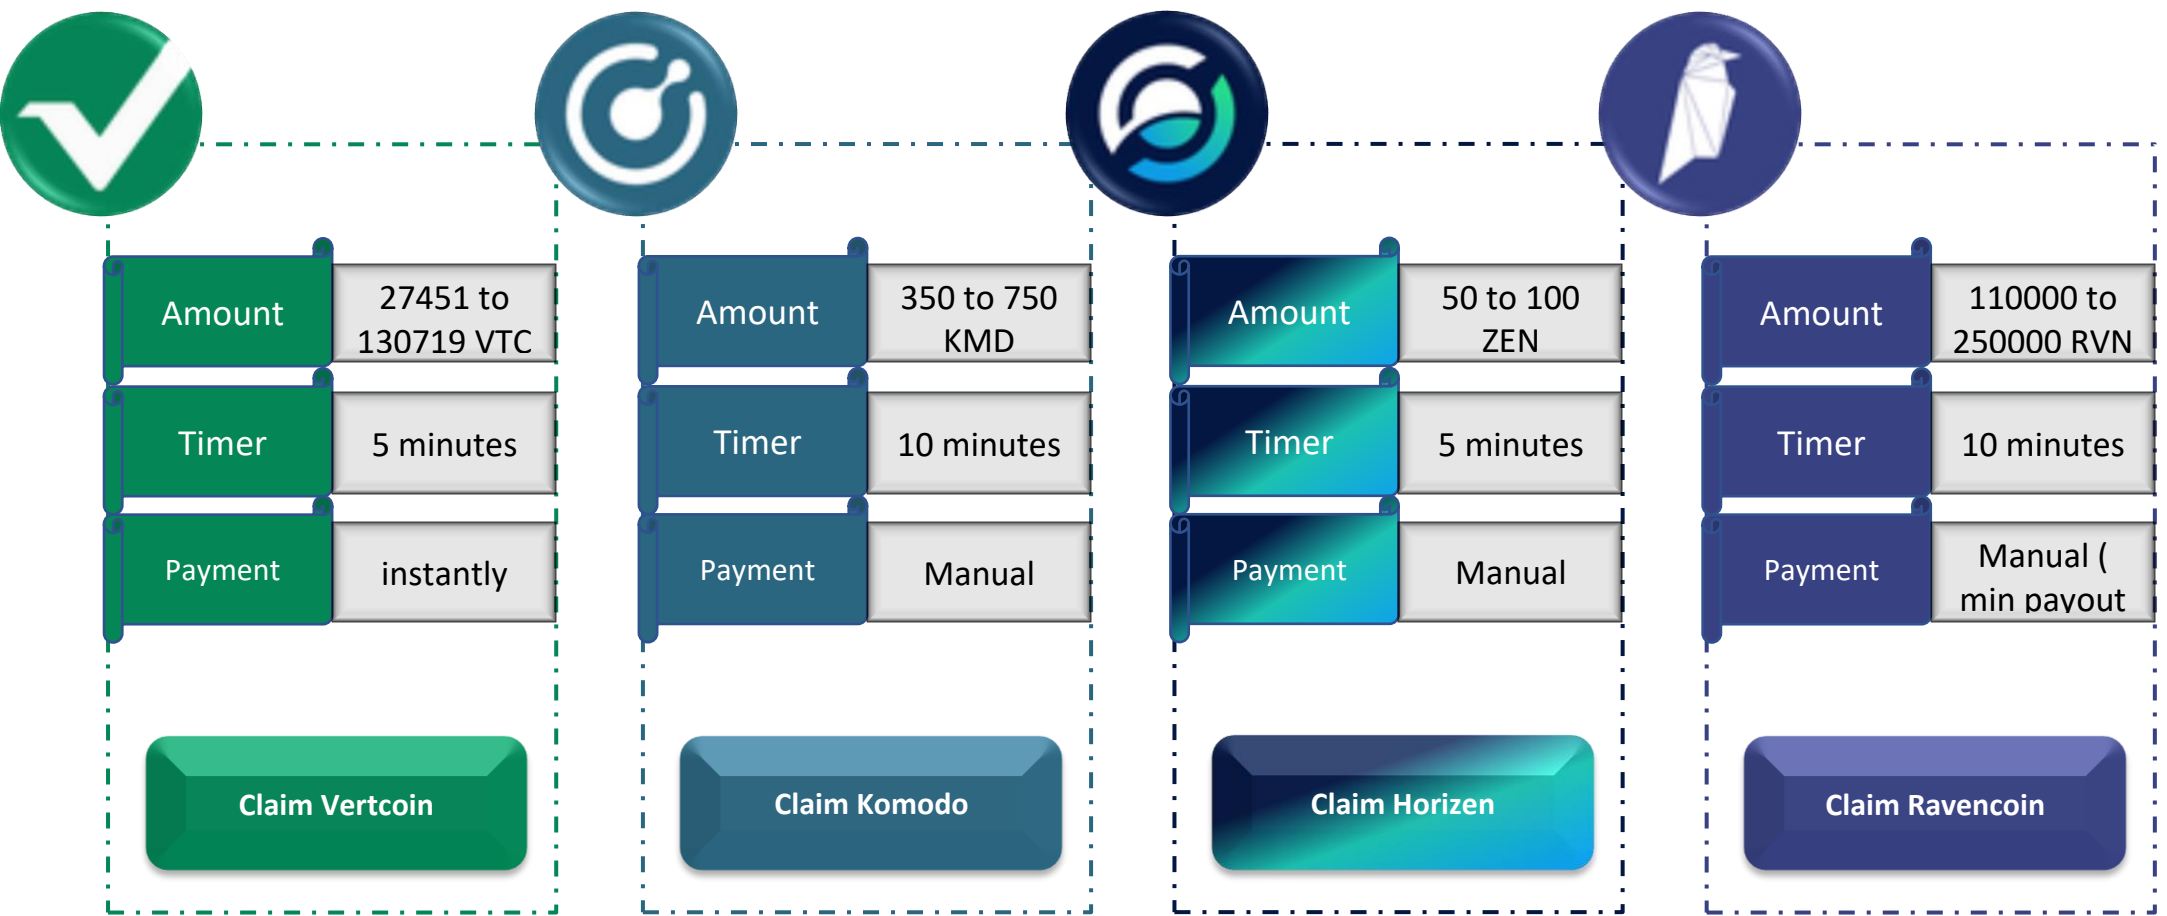 Amount
27451 to
130719 VTC
Timer
5 minutes
Payment
instantly
Claim Vertcoin
Amount
350 to 750
KMD
Timer
10 minutes
Payment
Manual
Claim Komodo
Amount
50 to 100
ZEN
Timer
5 minutes
Payment
Manual
Claim Horizen
Amount
110000 to
250000 RVN
Timer
10 minutes
Payment
Manual (
min payout
Claim Ravencoin